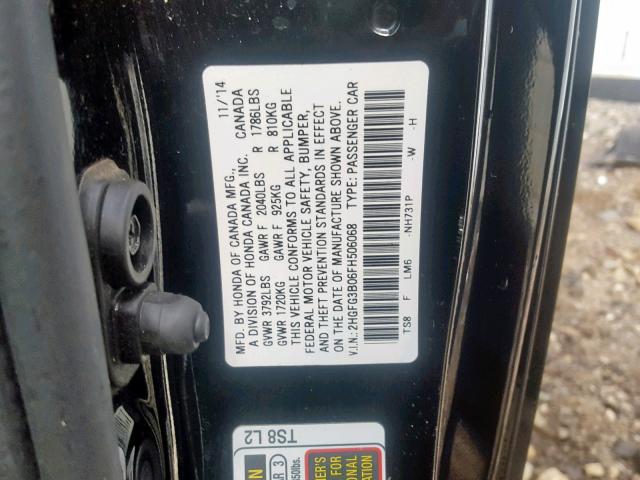 MFD. BY HONDA OF CANADA MFG., 11/'14
A DIVISION OF HONDA CANADA INC. CANADA
GVWR 3792LBS GAWR F 2040LBS R 1786LBS
GVWR 1720KG GAWR F 925KG R 810KG
THIS VEHICLE CONFORMS TO ALL APPLICABLE
FEDERAL MOTOR VEHICLE SAFETY, BUMPER,
AND THEFT PREVENTION STANDARDS IN EFFECT
ON THE DATE OF MANUFACTURE SHOWN ABOVE.
V.I.N.: 2HGFG3B06FH506068 TYPE: PASSENGER CAR
TS8 F LM6 -NH731P -W -H
TS8 L2